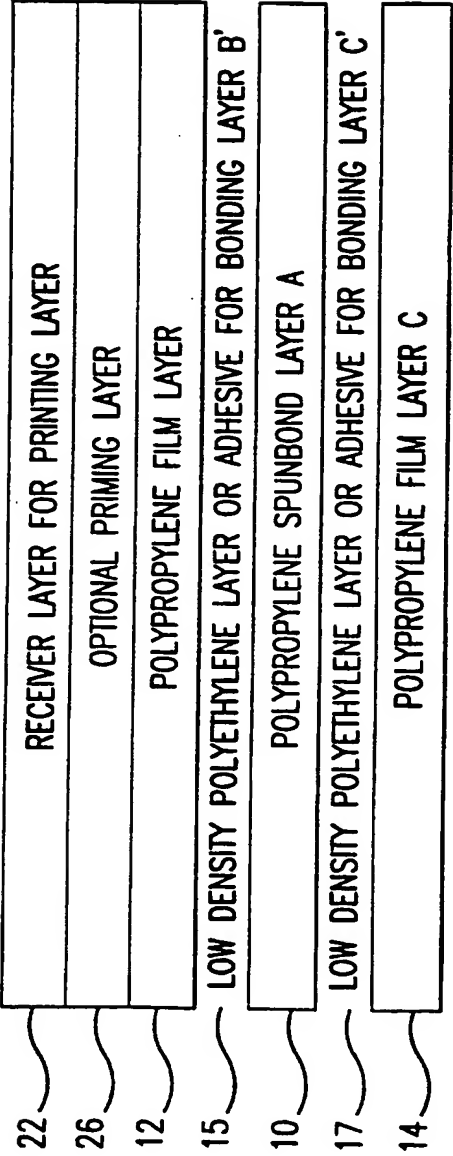 22 RECEIVER LAYER FOR PRINTING LAYER
26 OPTIONAL PRIMING LAYER
12 POLYPROPYLENE FILM LAYER
15 LOW DENSITY POLYETHYLENE LAYER OR ADHESIVE FOR BONDING LAYER B'
10 POLYPROPYLENE SPUNBOND LAYER A
17 LOW DENSITY POLYETHYLENE LAYER OR ADHESIVE FOR BONDING LAYER C'
14 POLYPROPYLENE FILM LAYER C